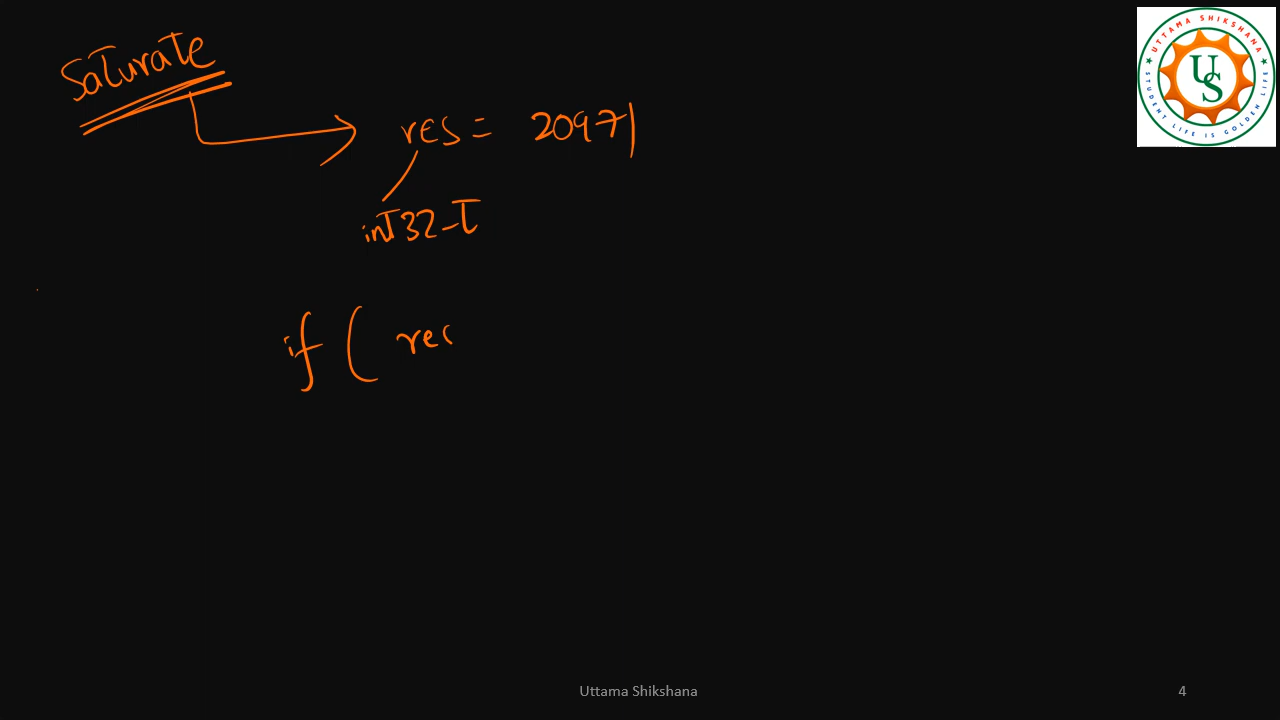 Saturate
res = 20971
int32_t
if ( res
UTTAMA SHIKSHANA
US
STUDENT LIFE IS GOLDEN LIFE
Uttama Shikshana
4